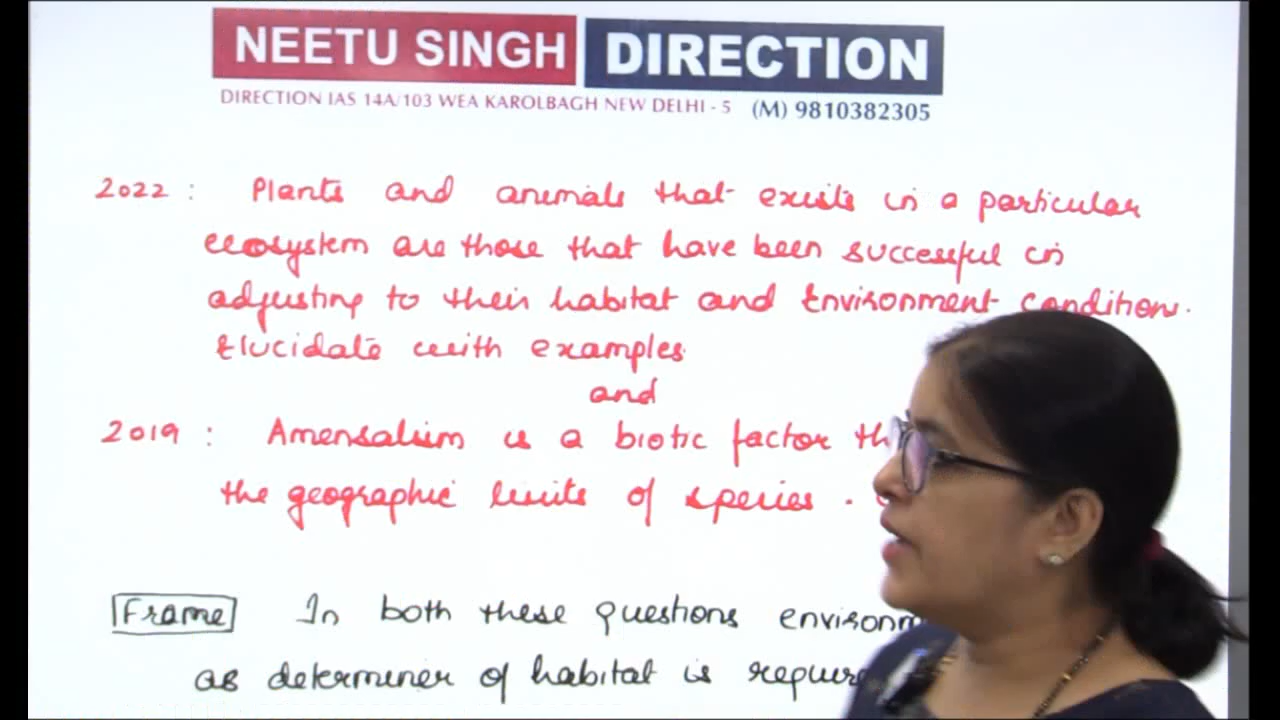 NEETU SINGH DIRECTION
DIRECTION IAS 14A/103 WEA KAROLBAGH NEW DELHI - 5 (M) 9810382305
2022 : Plants and animals that exists in a particular
ecosystem are those that have been successful in
adjusting to their habitat and Environment condition.
Elucidate with examples
and
2019 : Amensalism is a biotic factor
the geographic limits of species.
Frame In both these questions
as determiner of habitat is